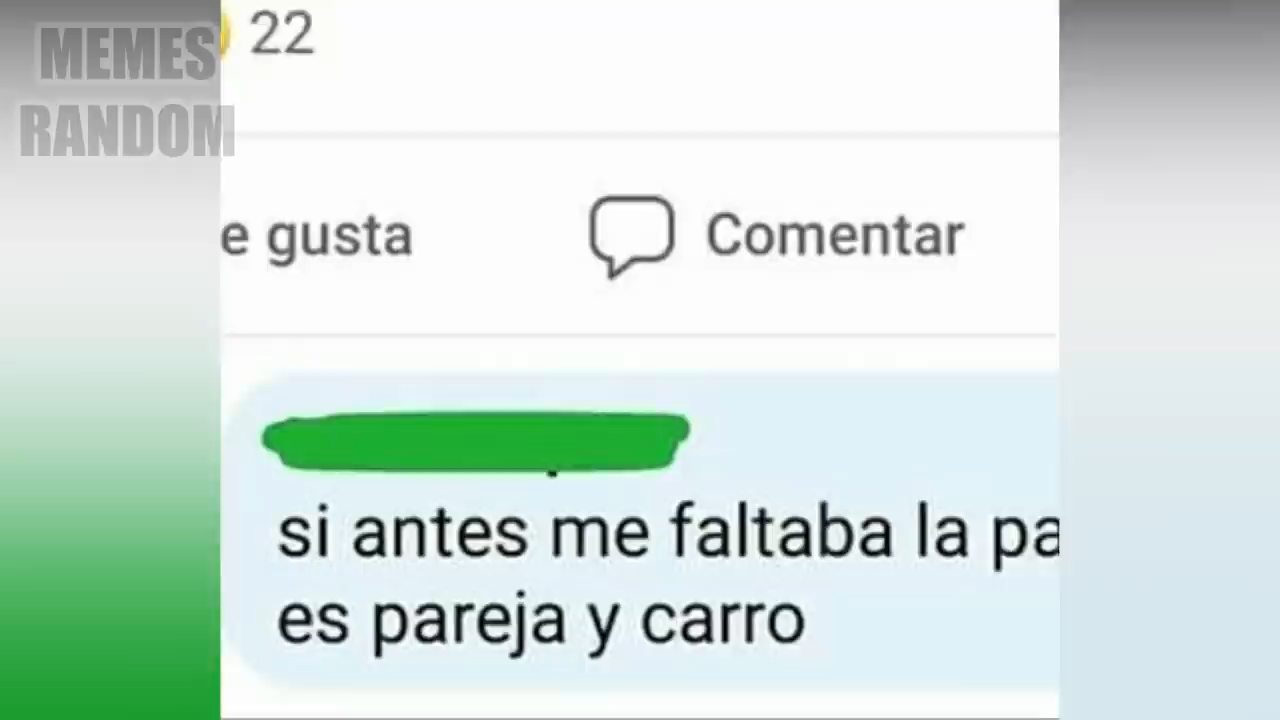 MEMES
RANDOM
22
e gusta
Comentar
si antes me faltaba la pa
es pareja y carro